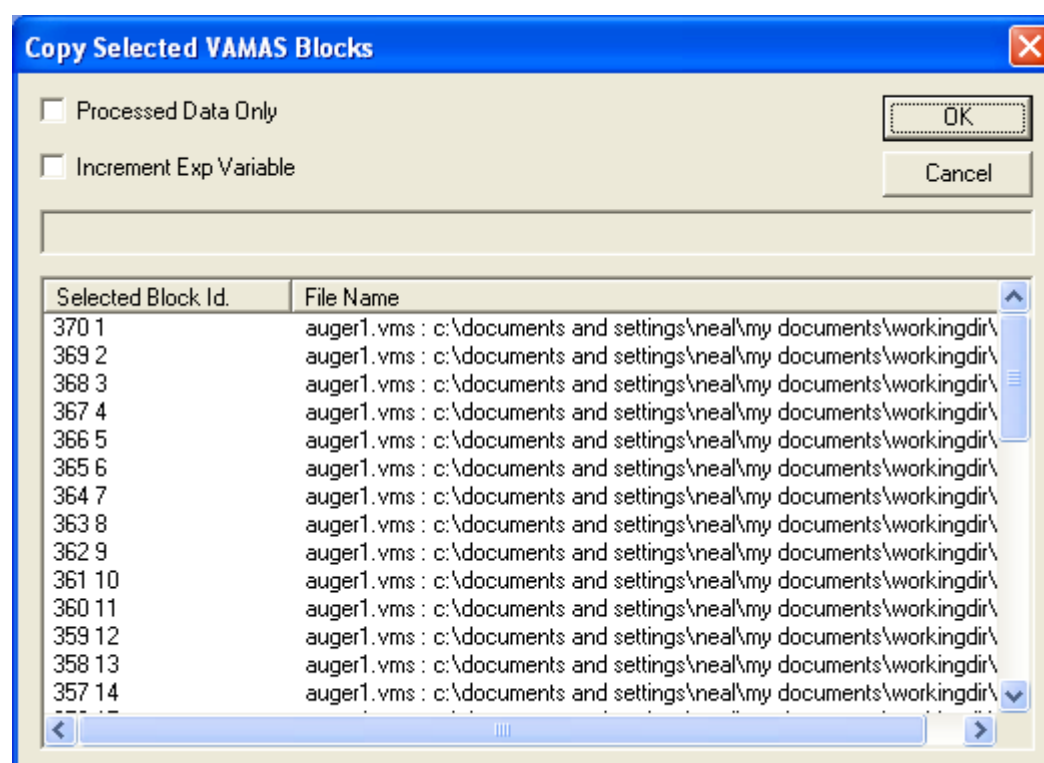 Copy Selected VAMAS Blocks
Processed Data Only
OK
Increment Exp Variable
Cancel
Selected Block Id. File Name
370 1 auger1.vms : c:\documents and settings\neal\my documents\workingdir\
369 2 auger1.vms : c:\documents and settings\neal\my documents\workingdir\
368 3 auger1.vms : c:\documents and settings\neal\my documents\workingdir\
367 4 auger1.vms : c:\documents and settings\neal\my documents\workingdir\
366 5 auger1.vms : c:\documents and settings\neal\my documents\workingdir\
365 6 auger1.vms : c:\documents and settings\neal\my documents\workingdir\
364 7 auger1.vms : c:\documents and settings\neal\my documents\workingdir\
363 8 auger1.vms : c:\documents and settings\neal\my documents\workingdir\
362 9 auger1.vms : c:\documents and settings\neal\my documents\workingdir\
361 10 auger1.vms : c:\documents and settings\neal\my documents\workingdir\
360 11 auger1.vms : c:\documents and settings\neal\my documents\workingdir\
359 12 auger1.vms : c:\documents and settings\neal\my documents\workingdir\
358 13 auger1.vms : c:\documents and settings\neal\my documents\workingdir\
357 14 auger1.vms : c:\documents and settings\neal\my documents\workingdir\